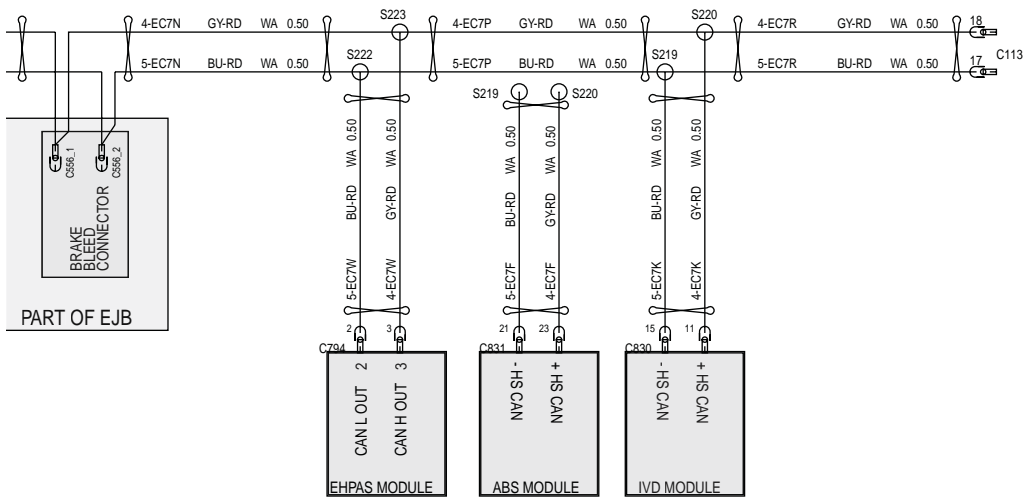 S223
S220
4-EC7N GY-RD WA 0.50
4-EC7P GY-RD WA 0.50
4-EC7R GY-RD WA 0.50
18
S222
S219
C113
5-EC7N BU-RD WA 0.50
5-EC7P BU-RD WA 0.50
5-EC7R BU-RD WA 0.50
17
S219
S220
C556_1
C556_2
BRAKE
BLEED
CONNECTOR
PART OF EJB
5-EC7W BU-RD WA 0.50
4-EC7W GY-RD WA 0.50
5-EC7F BU-RD WA 0.50
4-EC7F GY-RD WA 0.50
5-EC7K BU-RD WA 0.50
4-EC7K GY-RD WA 0.50
2
3
21
23
15
11
C794
C831
C830
CAN L OUT 2
CAN H OUT 3
- HS CAN
+ HS CAN
- HS CAN
+ HS CAN
EHPAS MODULE
ABS MODULE
IVD MODULE